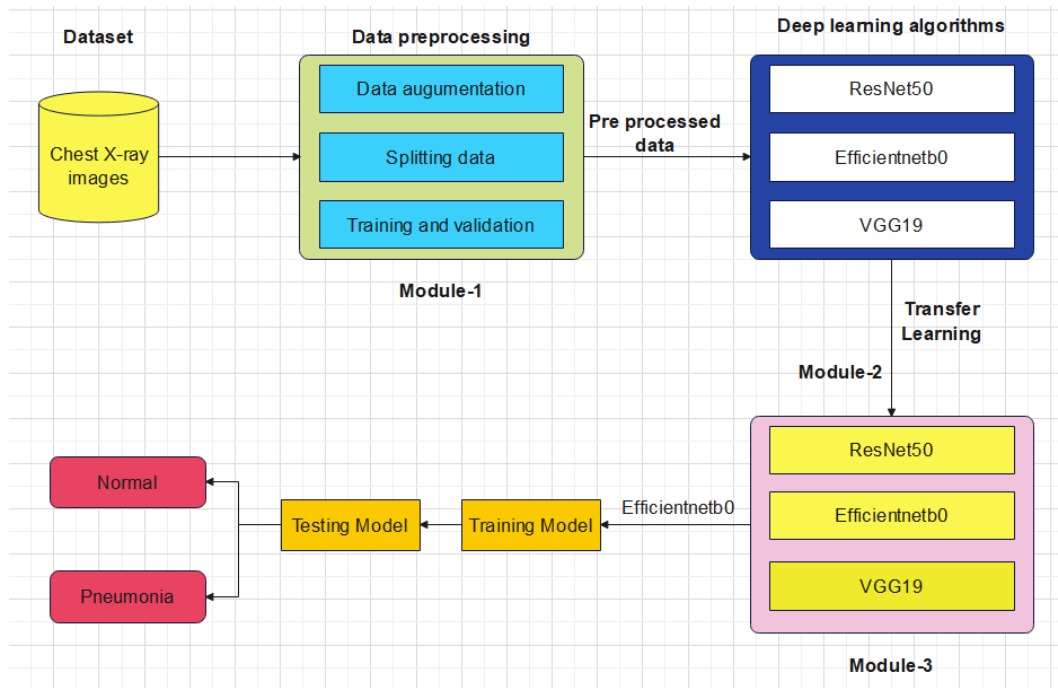 Dataset
Chest X-ray
images
Data preprocessing
Data augumentation
Splitting data
Training and validation
Module-1
Pre processed
data
Deep learning algorithms
ResNet50
Efficientnetb0
VGG19
Transfer
Learning
Module-2
ResNet50
Efficientnetb0
VGG19
Module-3
Efficientnetb0
Training Model
Testing Model
Normal
Pneumonia